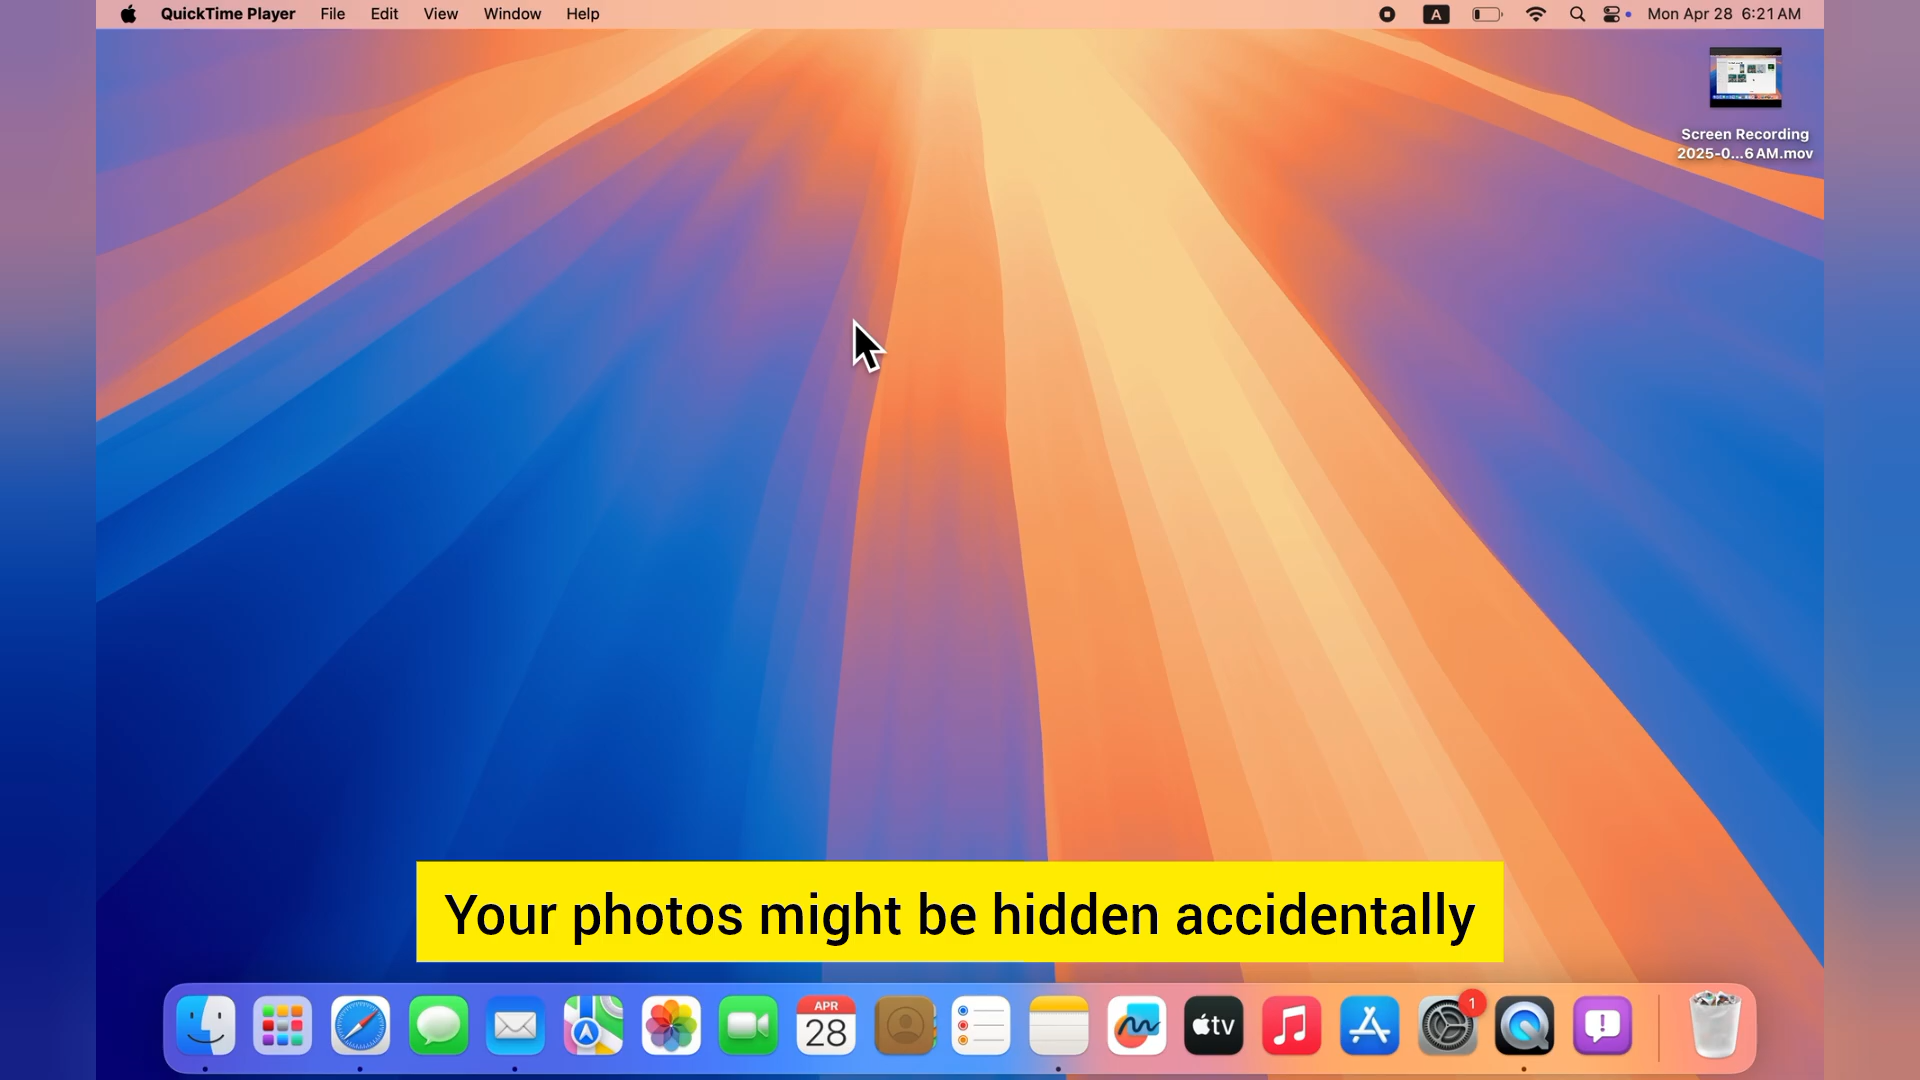 QuickTime Player File Edit View Window Help A Mon Apr 28 6:21 AM
Screen Recording
2025-0...6 AM.mov
Your photos might be hidden accidentally
APR
28
tv
1